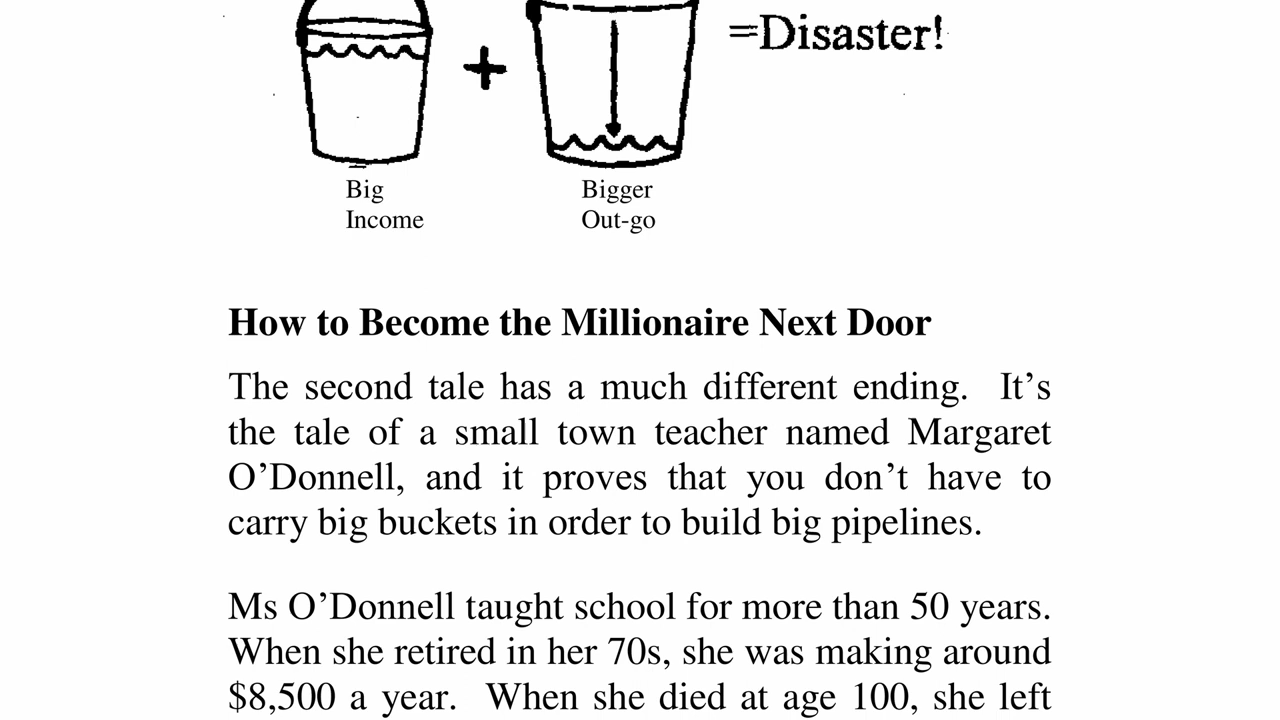 =Disaster!
+
Big
Income
Bigger
Out-go
How to Become the Millionaire Next Door
The second tale has a much different ending. It’s
the tale of a small town teacher named Margaret
O’Donnell, and it proves that you don’t have to
carry big buckets in order to build big pipelines.
Ms O’Donnell taught school for more than 50 years.
When she retired in her 70s, she was making around
$8,500 a year. When she died at age 100, she left